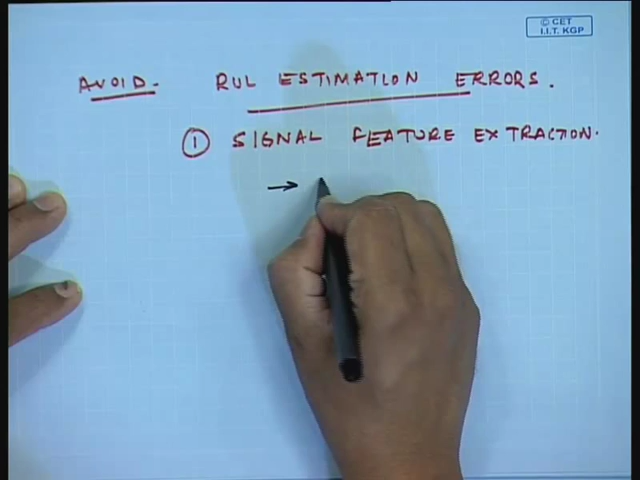 © CET
I.I.T. KGP
AVOID. RUL ESTIMATION ERRORS.
① SIGNAL FEATURE EXTRACTION.
→